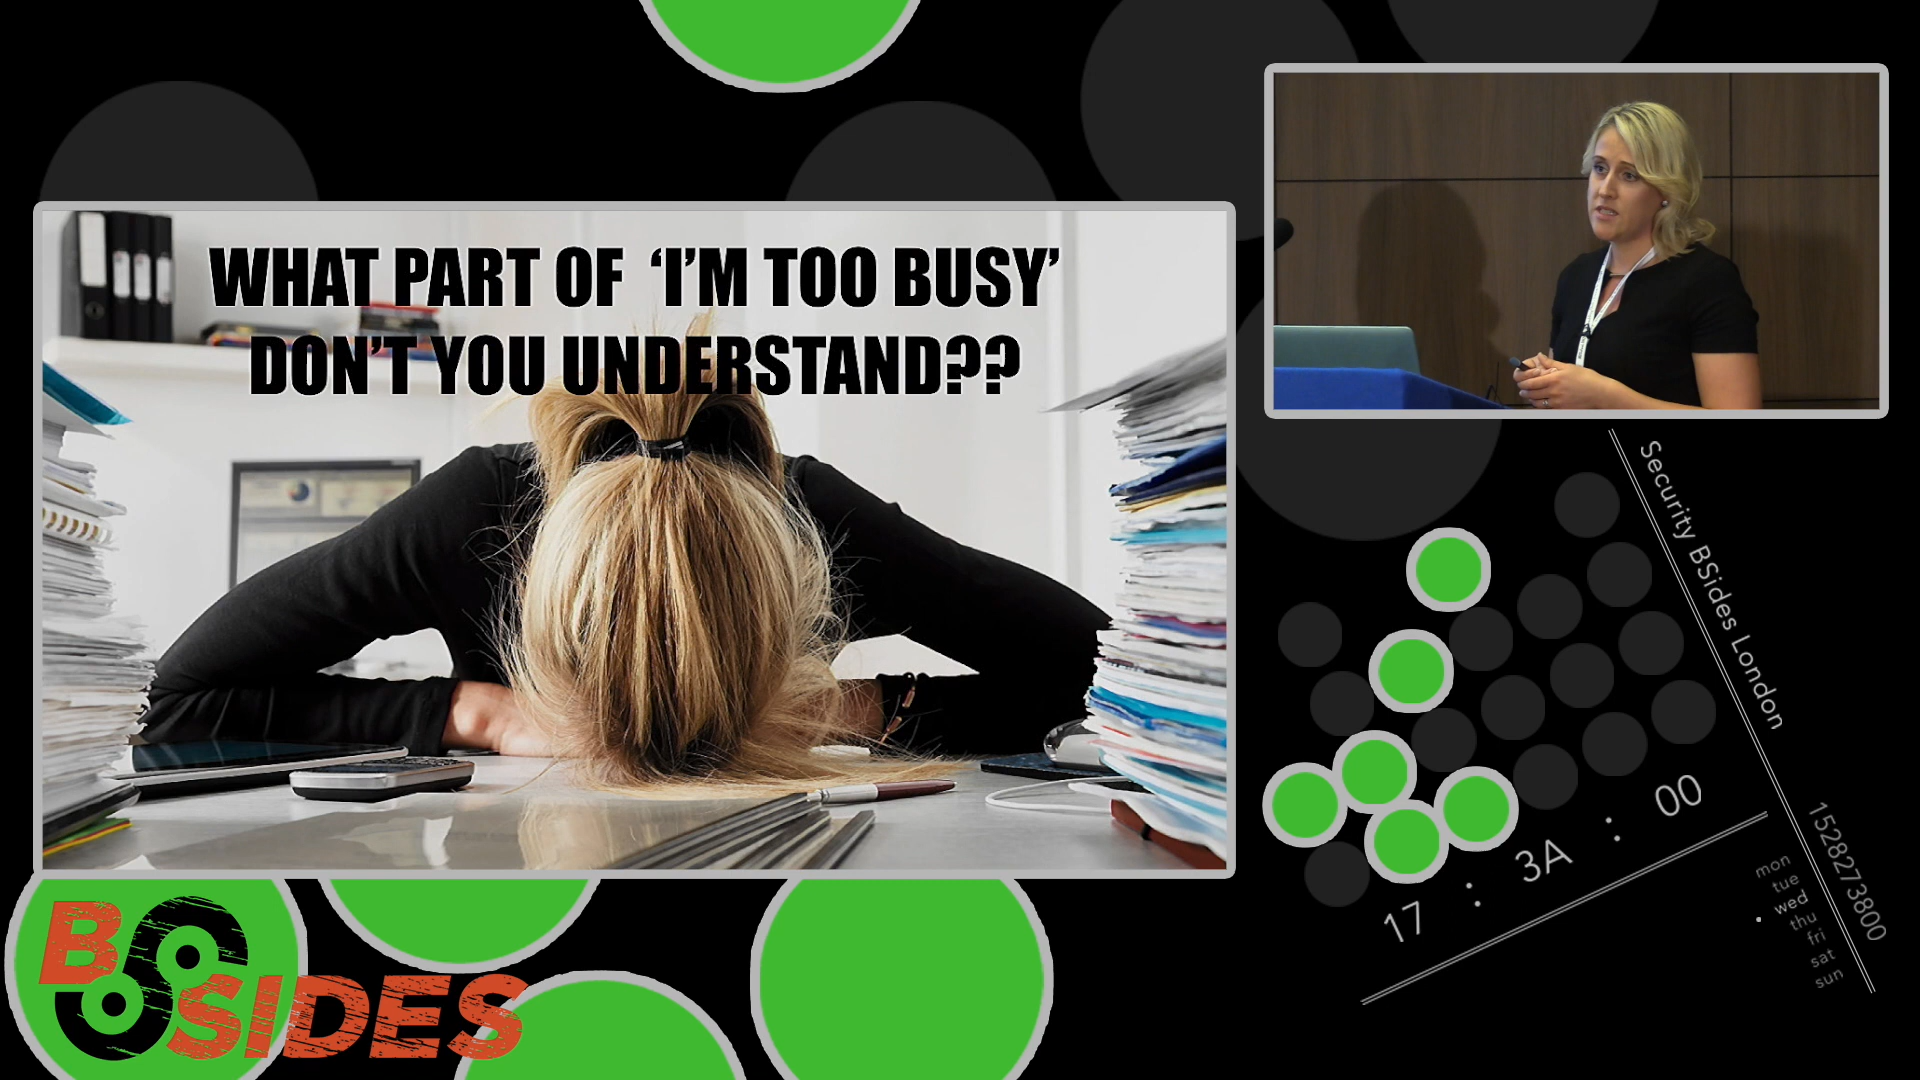 WHAT PART OF ‘I’M TOO BUSY’
DON’T YOU UNDERSTAND??
Security BSides London
17 : 3A : 00
1528273800
mon
tue
wed
thu
fri
sat
sun
BSIDES